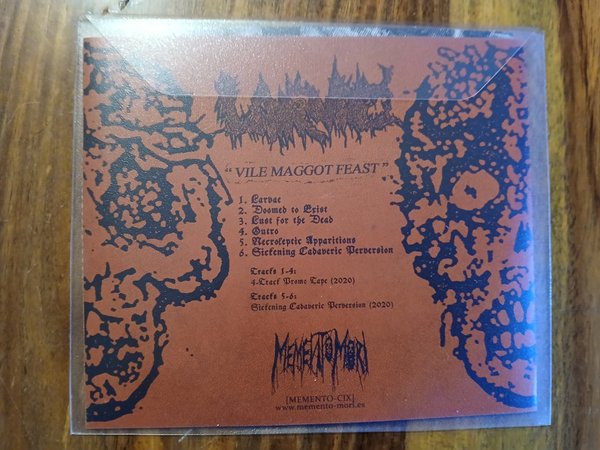 " VILE MAGGOT FEAST "
1. Larvae
2. Doomed to Exist
3. Lust for the Dead
4. Outro
5. Necroleptic Apparitions
6. Sickening Cadaveric Perversion
Tracks 1-4:
4-Track Promo Tape (2020)
Tracks 5-6:
Sickening Cadaveric Perversion (2020)
MEMENTO MORI
[MEMENTO-CIX]
www.memento-mori.es